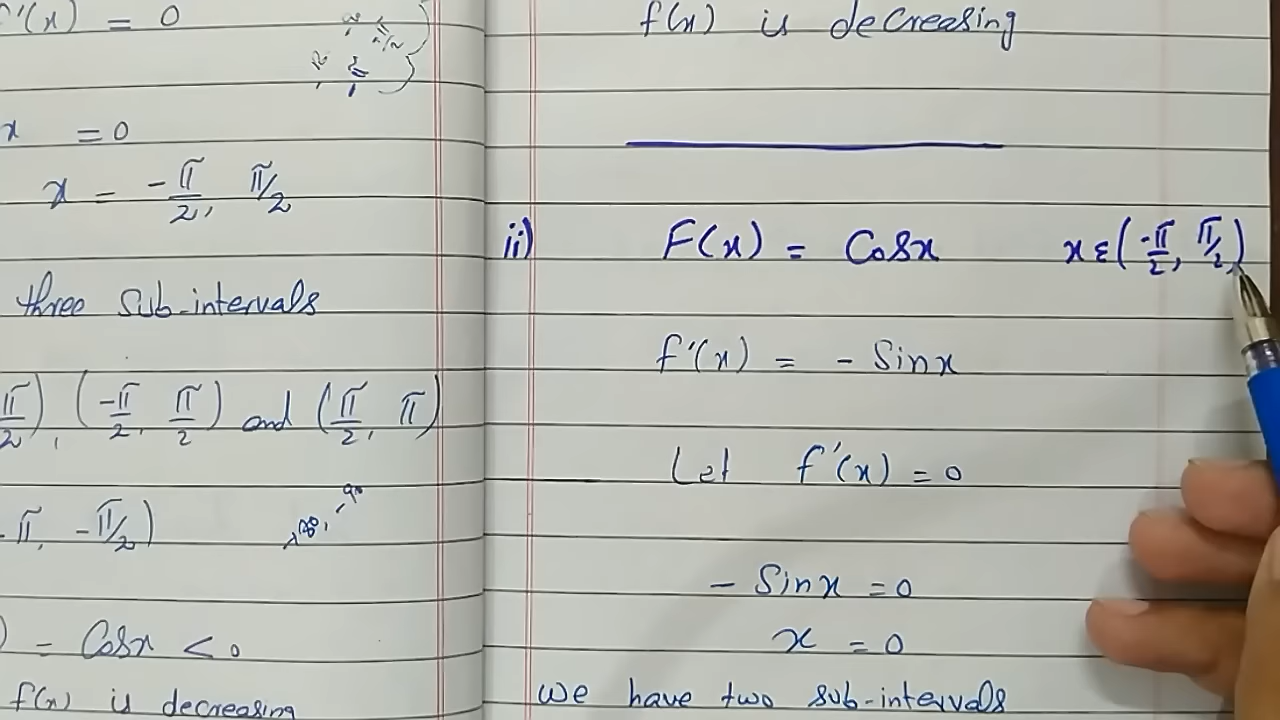 f'(x) = 0
x = 0
x = -π/2, π/2
three sub-intervals
π/2), (-π/2, π/2) and (π/2, π)
-π, -π/2)
) = Cosx < 0
f(x) is decreasing
f(x) is decreasing
ii) F(x) = Cosx x ε (-π/2, π/2)
f'(x) = - Sinx
Let f'(x) = 0
- Sinx = 0
x = 0
we have two sub-intervals